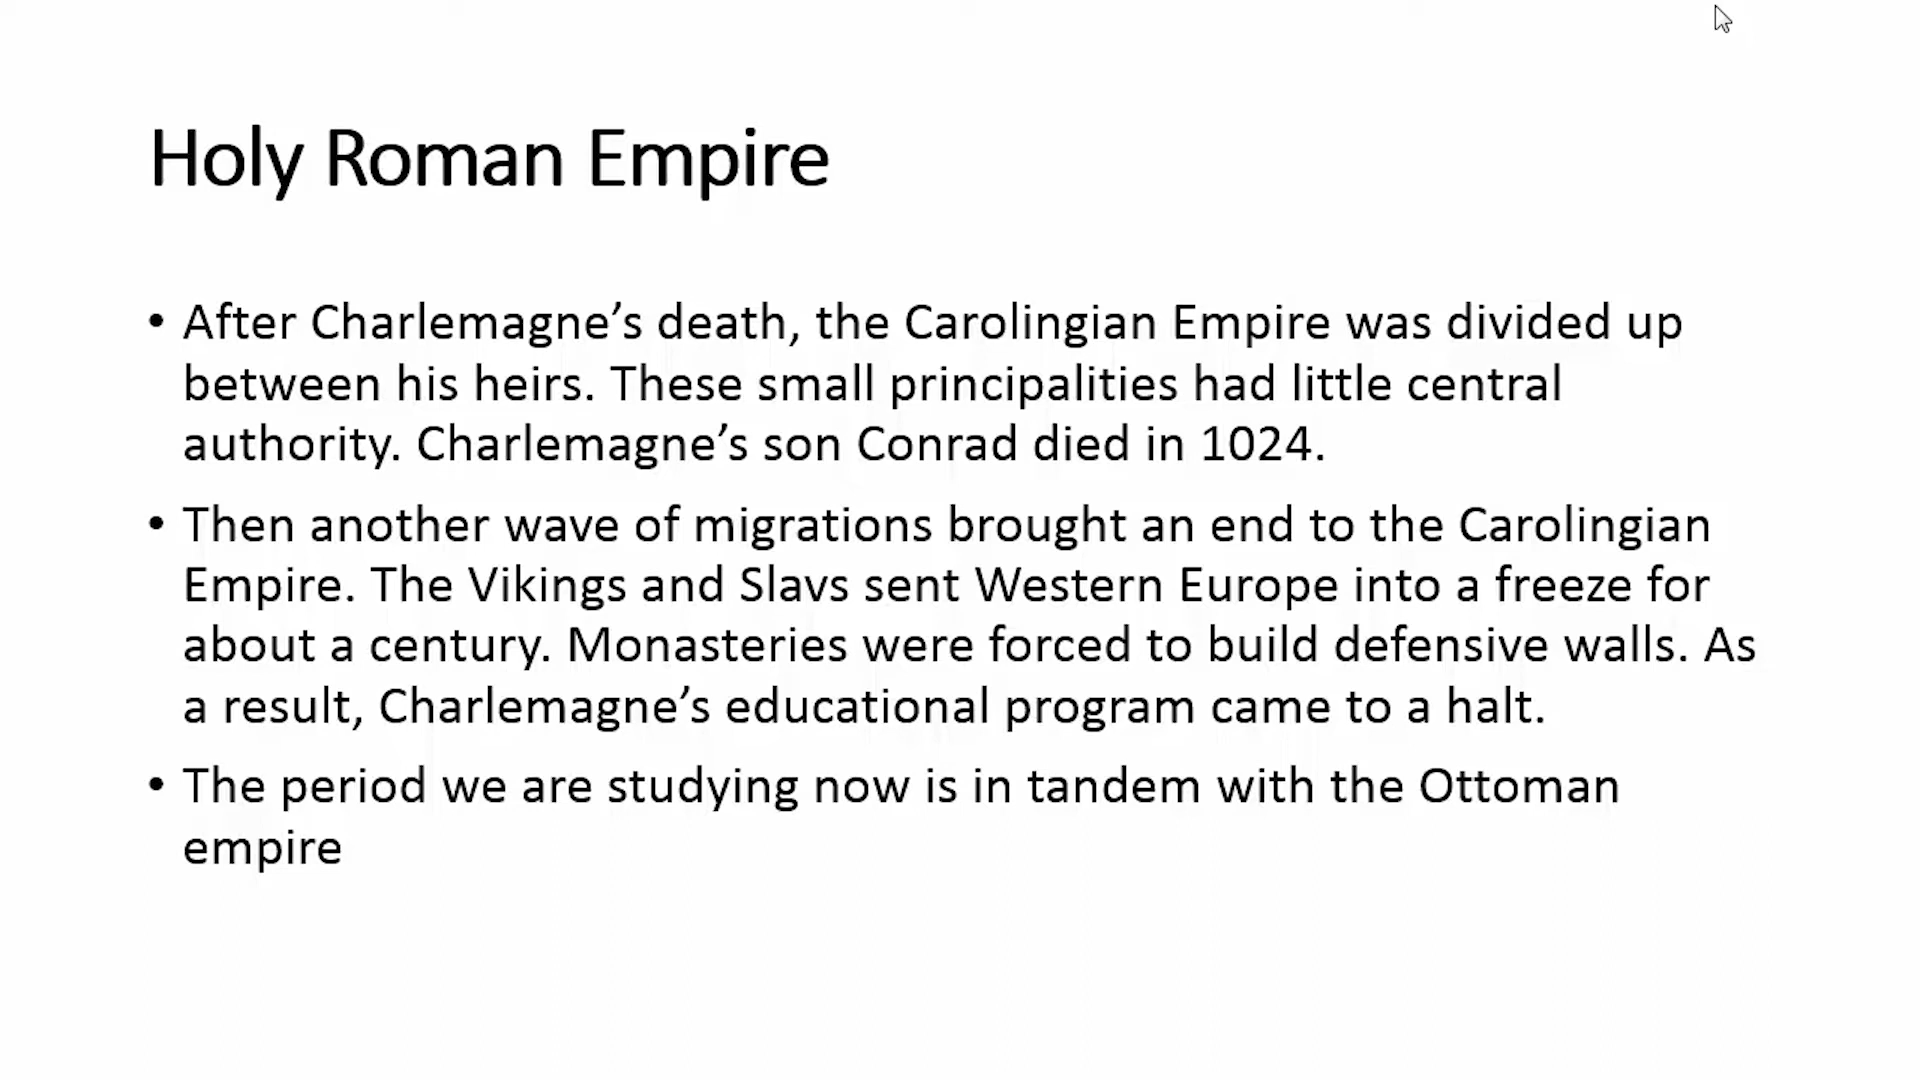 Holy Roman Empire
• After Charlemagne’s death, the Carolingian Empire was divided up
between his heirs. These small principalities had little central
authority. Charlemagne’s son Conrad died in 1024.
• Then another wave of migrations brought an end to the Carolingian
Empire. The Vikings and Slavs sent Western Europe into a freeze for
about a century. Monasteries were forced to build defensive walls. As
a result, Charlemagne’s educational program came to a halt.
• The period we are studying now is in tandem with the Ottoman
empire